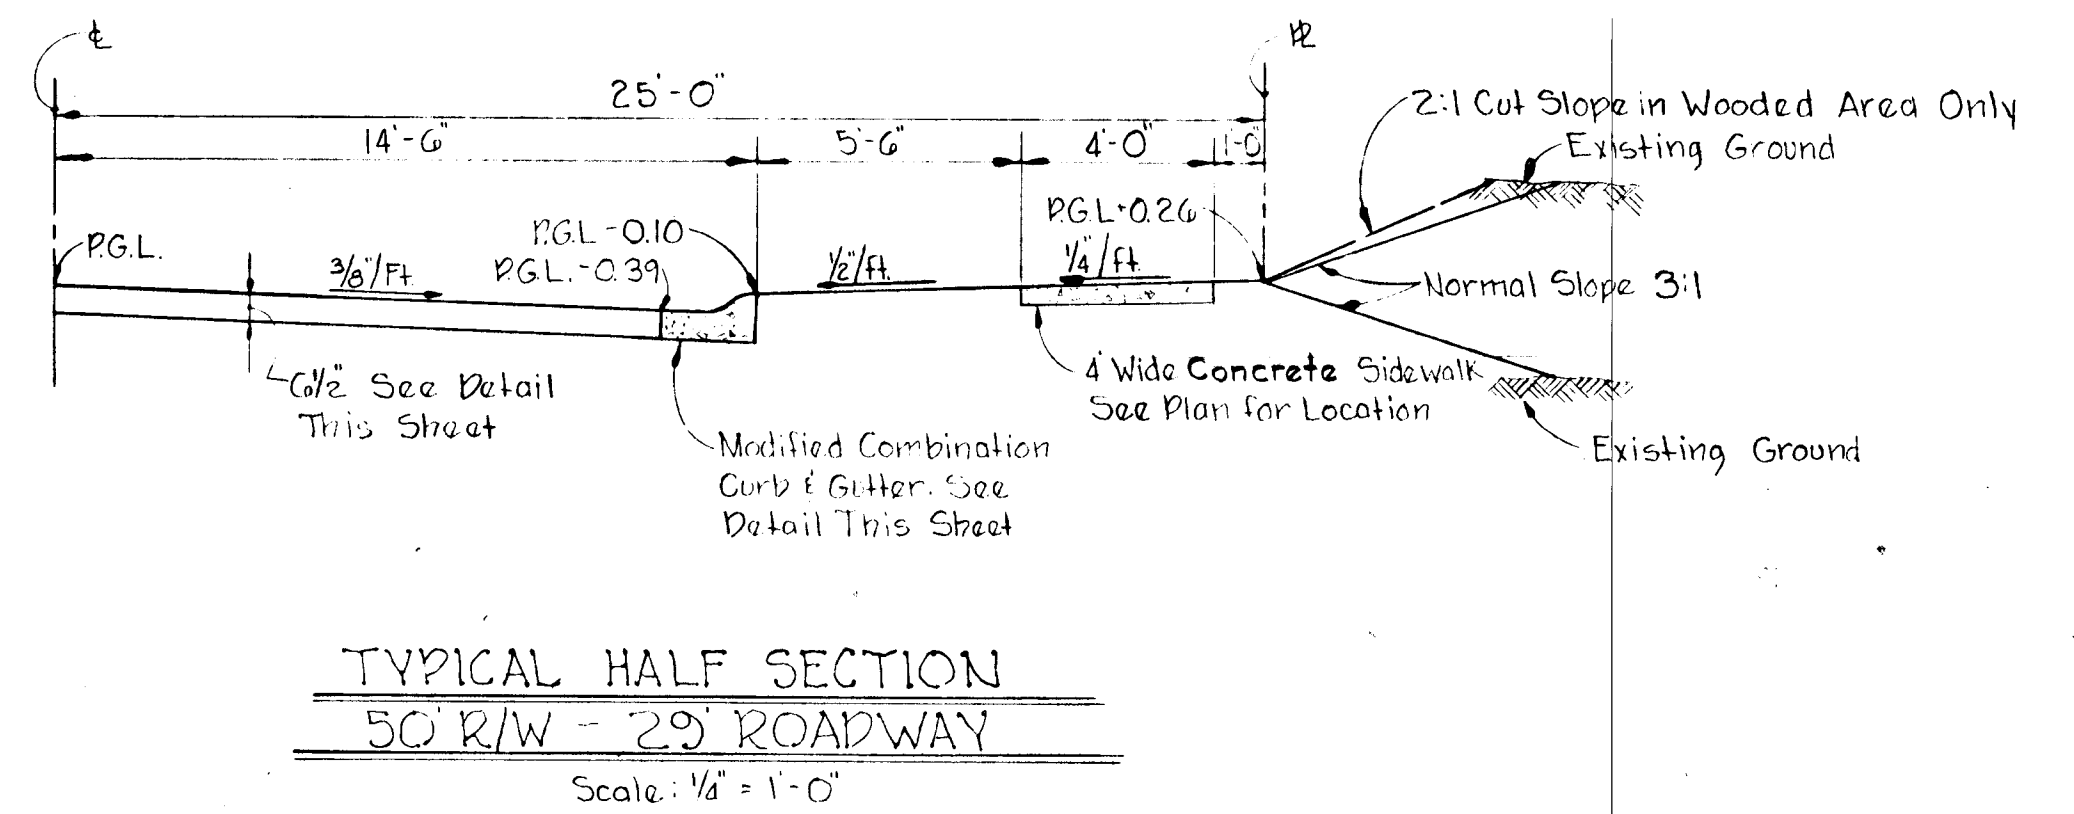 ℄
PL
25'-0"
14'-6"
5'-6"
4'-0"
1'-0"
2:1 Cut Slope in Wooded Area Only
Existing Ground
P.G.L.
3/8"/Ft.
P.G.L.-0.10
P.G.L.-0.39
1/2"/ft.
P.G.L+0.26
1/4"/ft.
Normal Slope 3:1
6 1/2" See Detail
This Sheet
4' Wide Concrete Sidewalk
See Plan for Location
Modified Combination
Curb & Gutter. See
Detail This Sheet
Existing Ground
TYPICAL HALF SECTION
50' R/W - 29' ROADWAY
Scale: 1/4" = 1'-0"